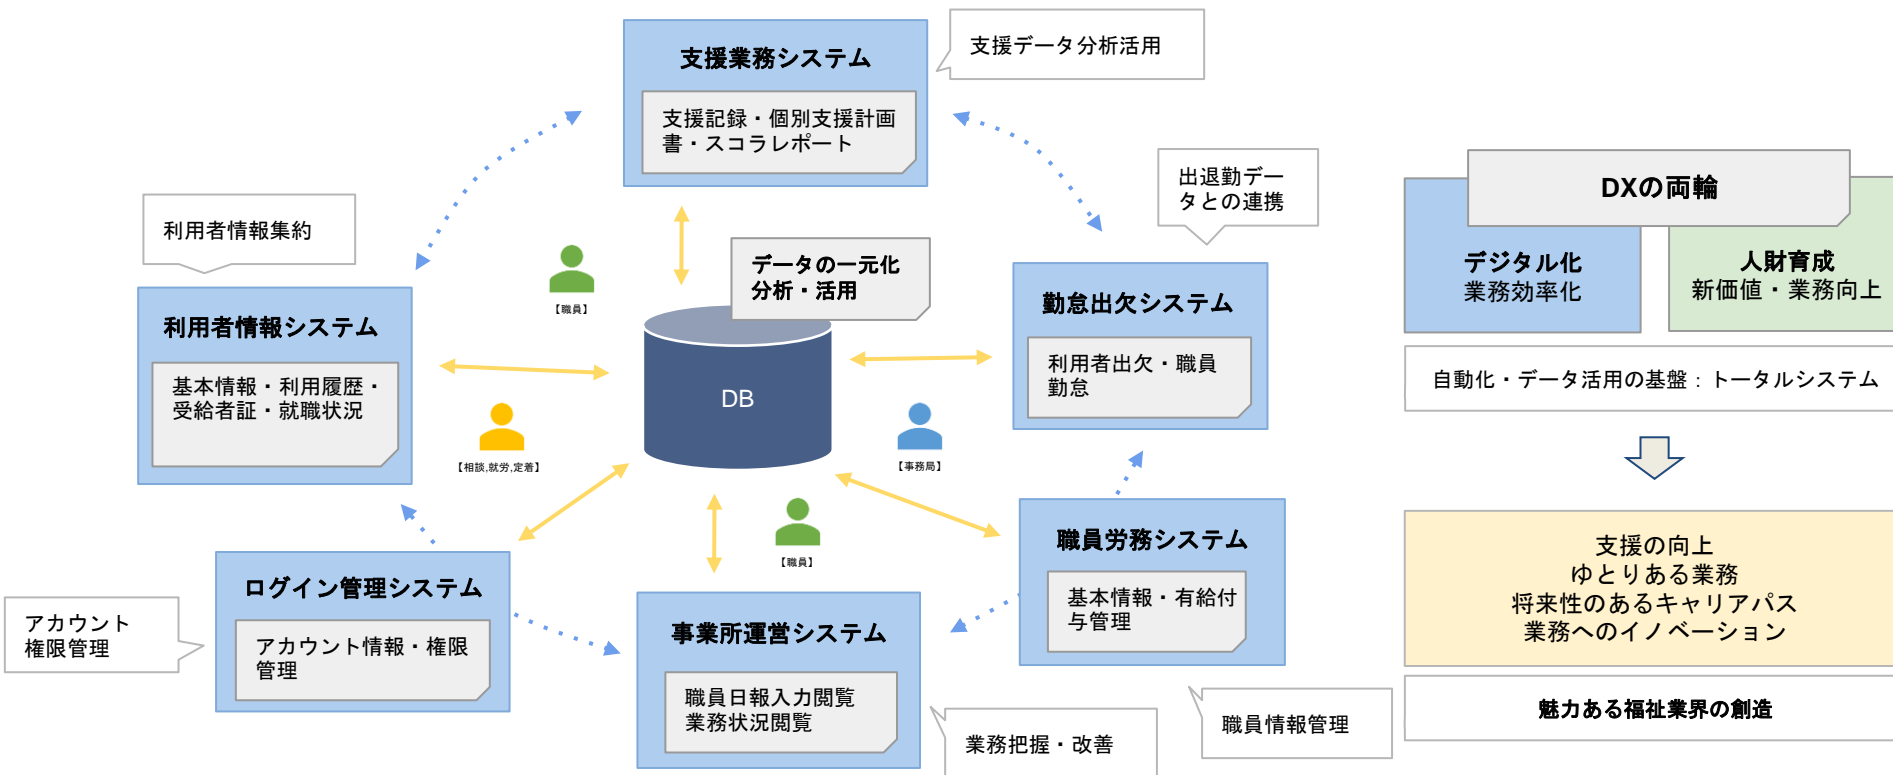 支援業務システム
支援記録・個別支援計画
書・スコラレポート
支援データ分析活用
利用者情報集約
利用者情報システム
基本情報・利用履歴・
受給者証・就職状況
【職員】
データの一元化
分析・活用
DB
出退勤デー
タとの連携
勤怠出欠システム
利用者出欠・職員
勤怠
【相談,就労,定着】
【事務局】
【職員】
アカウント
権限管理
ログイン管理システム
アカウント情報・権限
管理
事業所運営システム
職員日報入力閲覧
業務状況閲覧
業務把握・改善
職員労務システム
基本情報・有給付
与管理
職員情報管理
DXの両輪
デジタル化
業務効率化
人財育成
新価値・業務向上
自動化・データ活用の基盤：トータルシステム
支援の向上
ゆとりある業務
将来性のあるキャリアパス
業務へのイノベーション
魅力ある福祉業界の創造